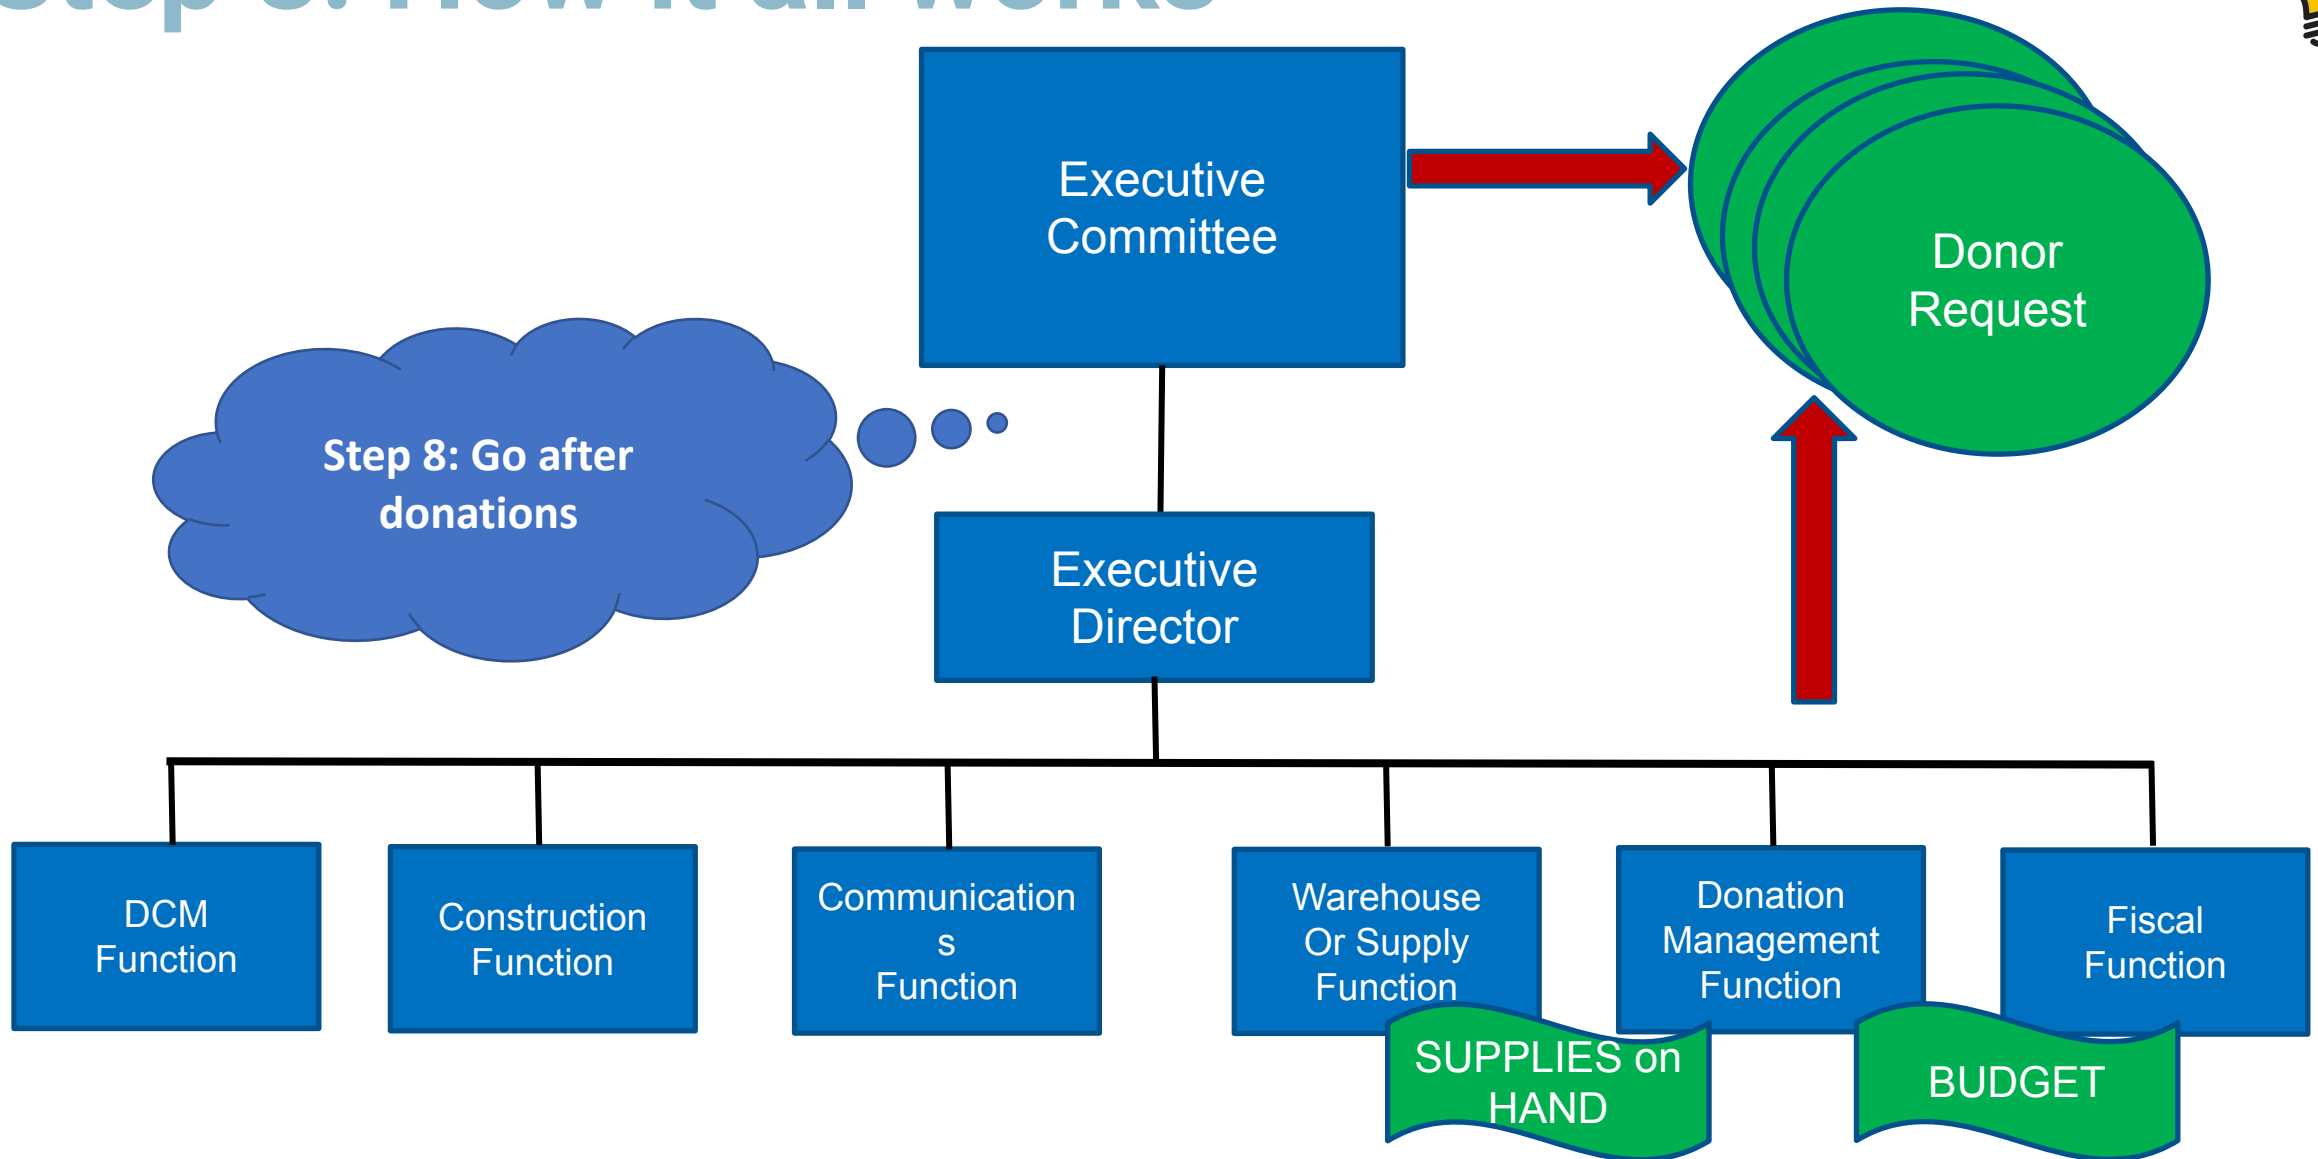 Executive
Committee
Donor
Request
Step 8: Go after
donations
Executive
Director
DCM
Function
Construction
Function
Communication
s
Function
Warehouse
Or Supply
Function
Donation
Management
Function
Fiscal
Function
SUPPLIES on
HAND
BUDGET